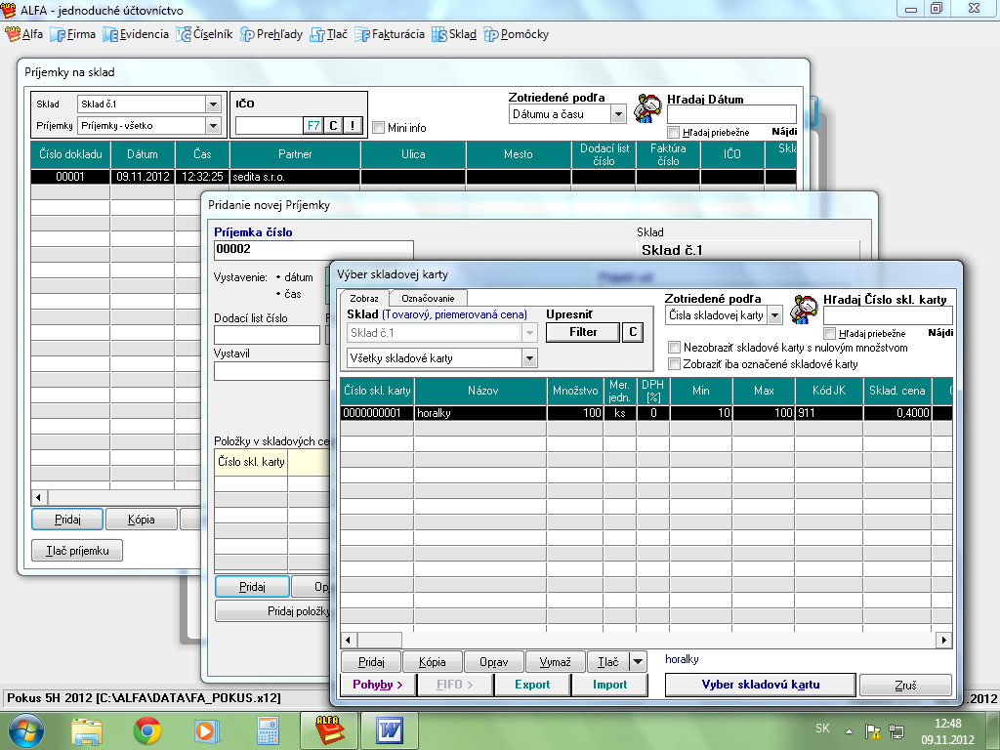 ALFA - jednoduché účtovníctvo
Alfa Firma Evidencia Číselník Prehľady Tlač Fakturácia Sklad Pomôcky
Príjemky na sklad
Sklad Sklad č.1
Príjemky Príjemky - všetko
IČO
F7 C !
Mini info
Zotriedené podľa
Dátumu a času
Hľadaj Dátum
Hľadaj priebežne Nájdi
Číslo dokladu Dátum Čas Partner Ulica Mesto Dodací list číslo Faktúra číslo IČO Skla
00001 09.11.2012 12:32:25 sedita s.r.o.
Pridaj Kópia
Tlač príjemku
Pridanie novej Príjemky
Príjemka číslo
00002
Sklad
Sklad č.1
Vystavenie: • dátum
• čas
Dodací list číslo
Vystavil
Položky v skladových ce
Číslo skl. karty
Pridaj Op
Pridaj položky
Výber skladovej karty
Zobraz Označovanie
Sklad (Tovarový, priemerovaná cena)
Sklad č.1
Všetky skladové karty
Upresniť
Filter C
Zotriedené podľa
Čísla skladovej karty
Hľadaj Číslo skl. karty
Hľadaj priebežne Nájdi
Nezobraziť skladové karty s nulovým množstvom
Zobraziť iba označené skladové karty
Číslo skl. karty Názov Množstvo Mer. jedn. DPH [%] Min Max Kód JK Sklad. cena
0000000001 horalky 100 ks 0 10 100 911 0,4000
Pridaj Kópia Oprav Vymaž Tlač
horalky
Pohyby > FIFO > Export Import
Vyber skladovú kartu Zruš
Pokus 5H 2012 [C:\ALFA\DATA\FA_POKUS.x12]
.2012
ALFA
SK
12:48
09.11.2012